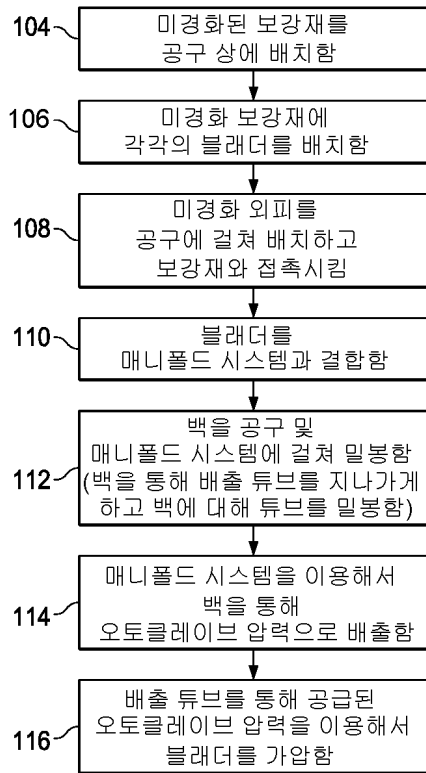 104
미경화된 보강재를
공구 상에 배치함
106
미경화 보강재에
각각의 블래더를 배치함
108
미경화 외피를
공구에 걸쳐 배치하고
보강재와 접촉시킴
110
블래더를
매니폴드 시스템과 결합함
112
백을 공구 및
매니폴드 시스템에 걸쳐 밀봉함
(백을 통해 배출 튜브를 지나가게
하고 백에 대해 튜브를 밀봉함)
114
매니폴드 시스템을 이용해서
백을 통해
오토클레이브 압력으로 배출함
116
배출 튜브를 통해 공급된
오토클레이브 압력을 이용해서
블래더를 가압함